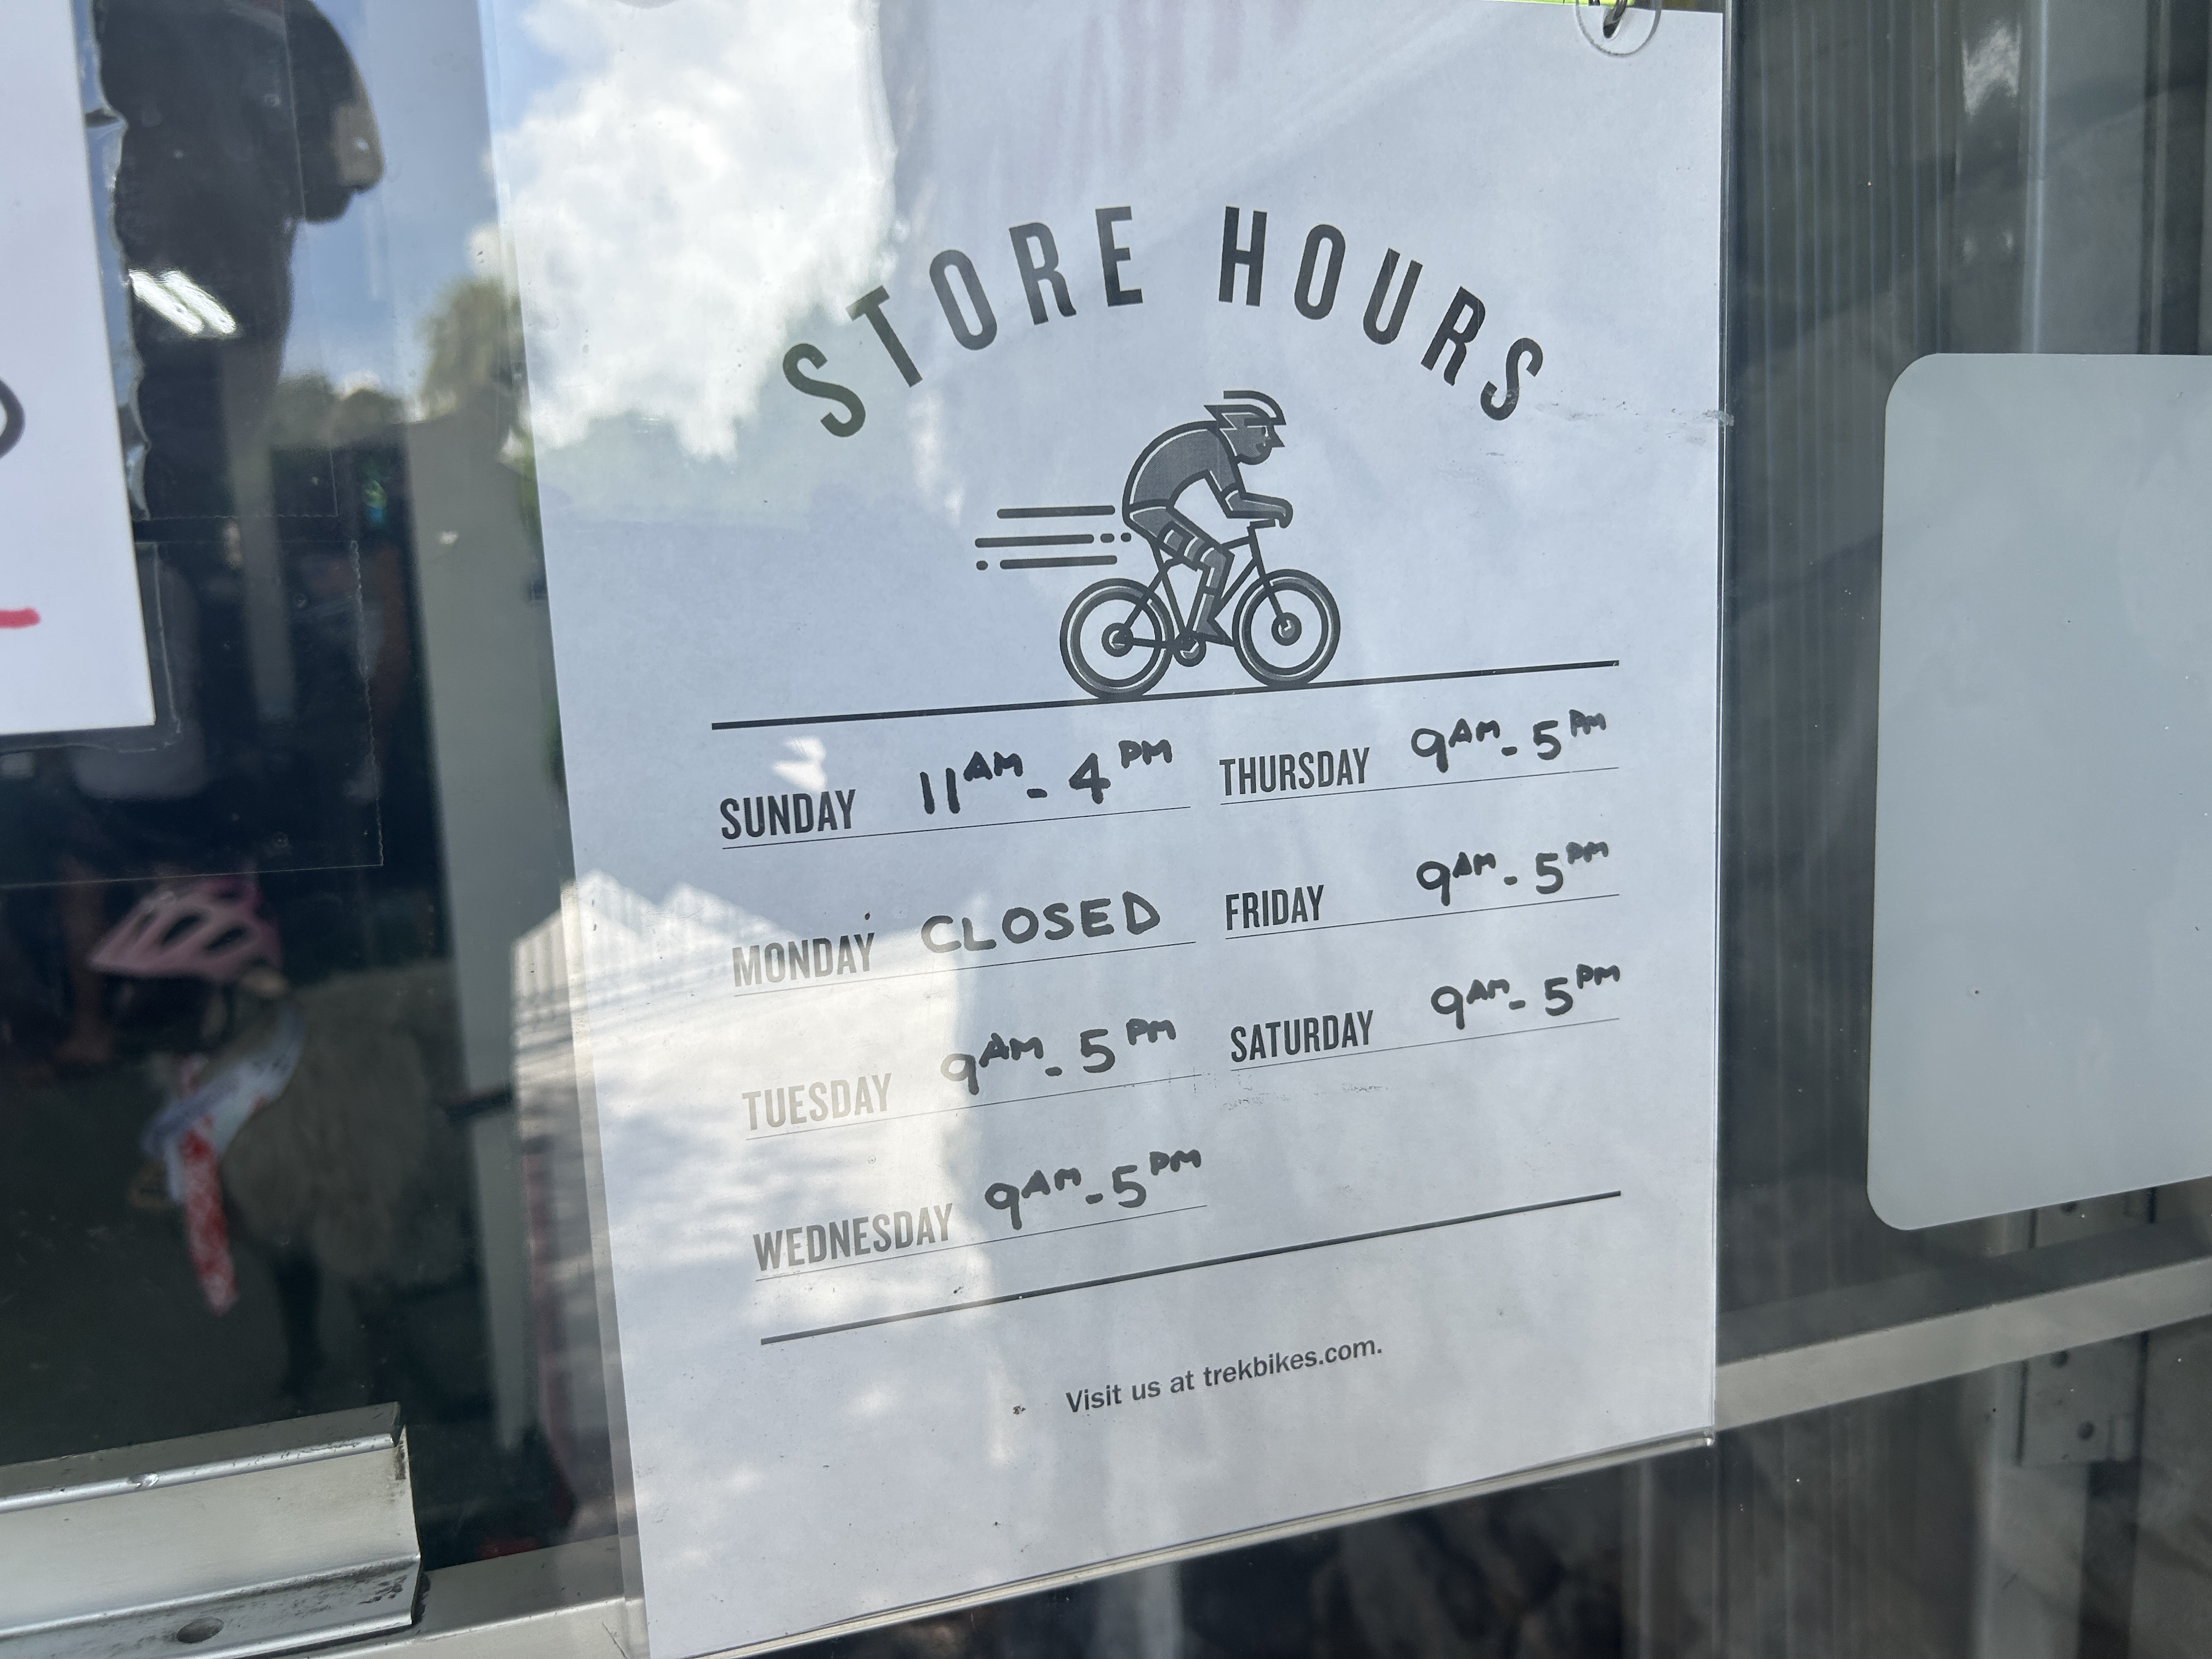 STORE HOURS
SUNDAY 11AM - 4PM
MONDAY CLOSED
TUESDAY 9AM - 5PM
WEDNESDAY 9AM - 5PM
THURSDAY 9AM - 5PM
FRIDAY 9AM - 5PM
SATURDAY 9AM - 5PM
Visit us at trekbikes.com.